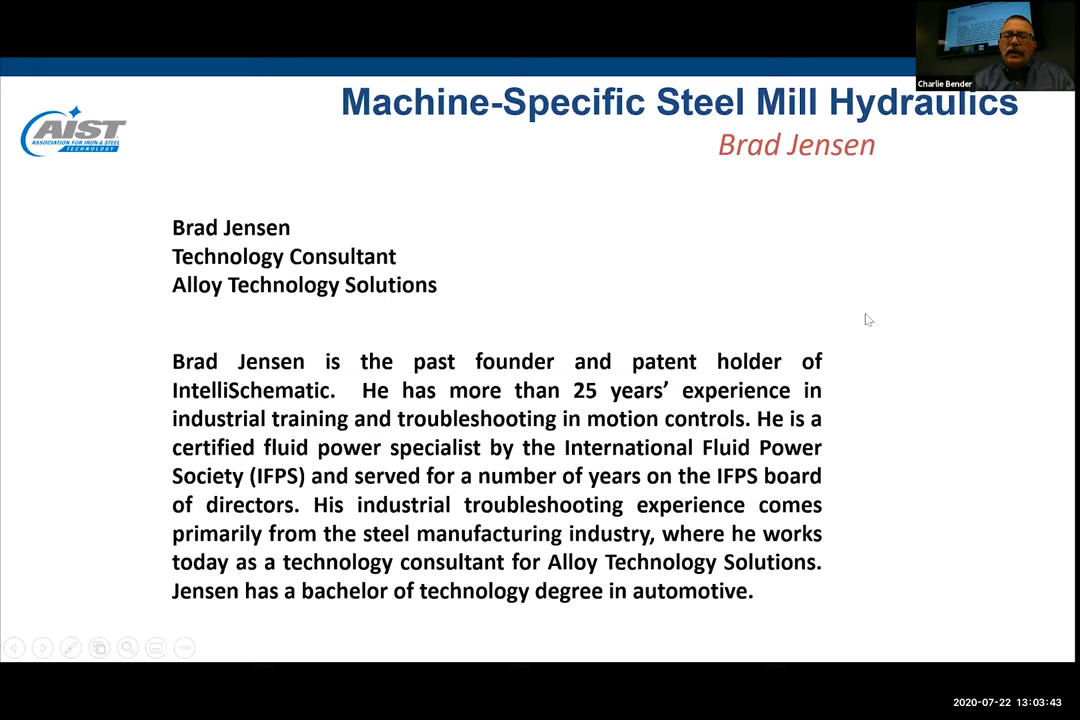 Charlie Bender
Machine-Specific Steel Mill Hydraulics
AIST
ASSOCIATION FOR IRON & STEEL
TECHNOLOGY
Brad Jensen
Brad Jensen
Technology Consultant
Alloy Technology Solutions
Brad Jensen is the past founder and patent holder of
IntelliSchematic. He has more than 25 years’ experience in
industrial training and troubleshooting in motion controls. He is a
certified fluid power specialist by the International Fluid Power
Society (IFPS) and served for a number of years on the IFPS board
of directors. His industrial troubleshooting experience comes
primarily from the steel manufacturing industry, where he works
today as a technology consultant for Alloy Technology Solutions.
Jensen has a bachelor of technology degree in automotive.
2020-07-22 13:03:43